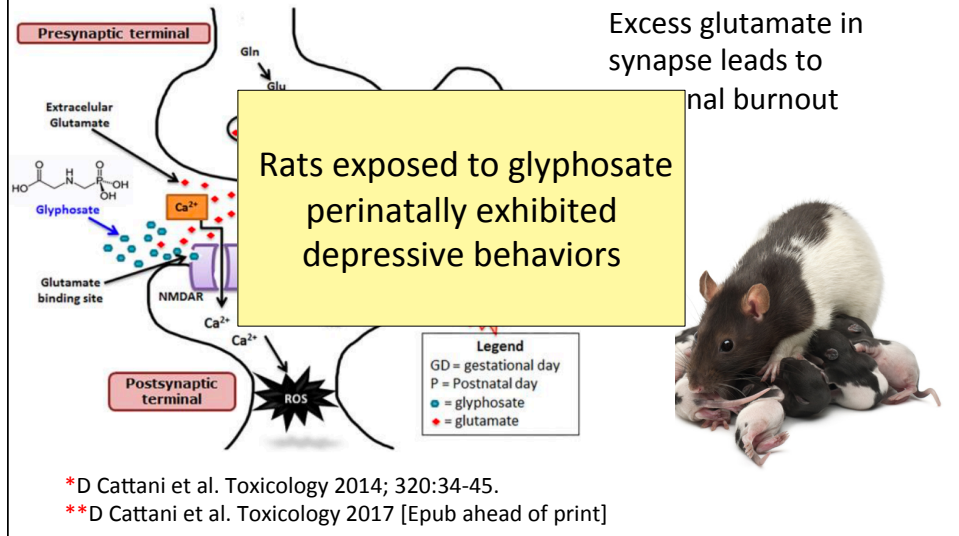 Excess glutamate in
synapse leads to
nal burnout
Presynaptic terminal
Gln
Glu
Extracelular
Glutamate
HO
O
H
N
O
P
OH
OH
Glyphosate
Ca²⁺
Rats exposed to glyphosate
perinatally exhibited
depressive behaviors
Glutamate
binding site
NMDAR
Ca²⁺
Ca²⁺
ROS
Postsynaptic
terminal
Legend
GD = gestational day
P = Postnatal day
= glyphosate
= glutamate
*D Cattani et al. Toxicology 2014; 320:34-45.
**D Cattani et al. Toxicology 2017 [Epub ahead of print]